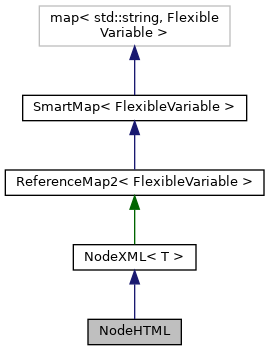 map< std::string, Flexible
Variable >
SmartMap< FlexibleVariable >
ReferenceMap2< FlexibleVariable >
NodeXML< T >
NodeHTML